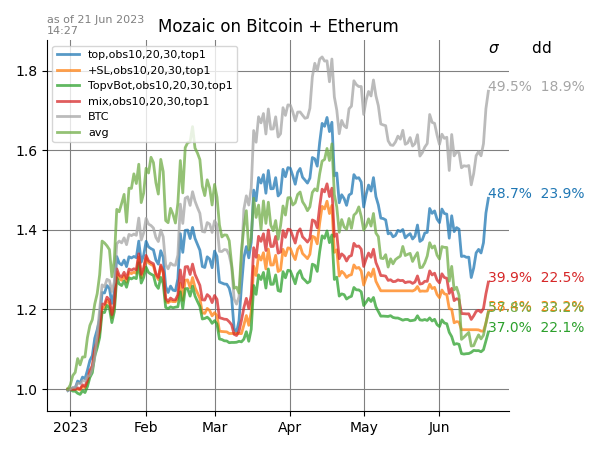 as of 21 Jun 2023
14:27
Mozaic on Bitcoin + Etherum
σ dd
top,obs10,20,30,top1
+SL,obs10,20,30,top1
TopvBot,obs10,20,30,top1
mix,obs10,20,30,top1
BTC
avg
49.5% 18.9%
48.7% 23.9%
39.9% 22.5%
37.0% 22.1%
1.8
1.6
1.4
1.2
1.0
2023 Feb Mar Apr May Jun